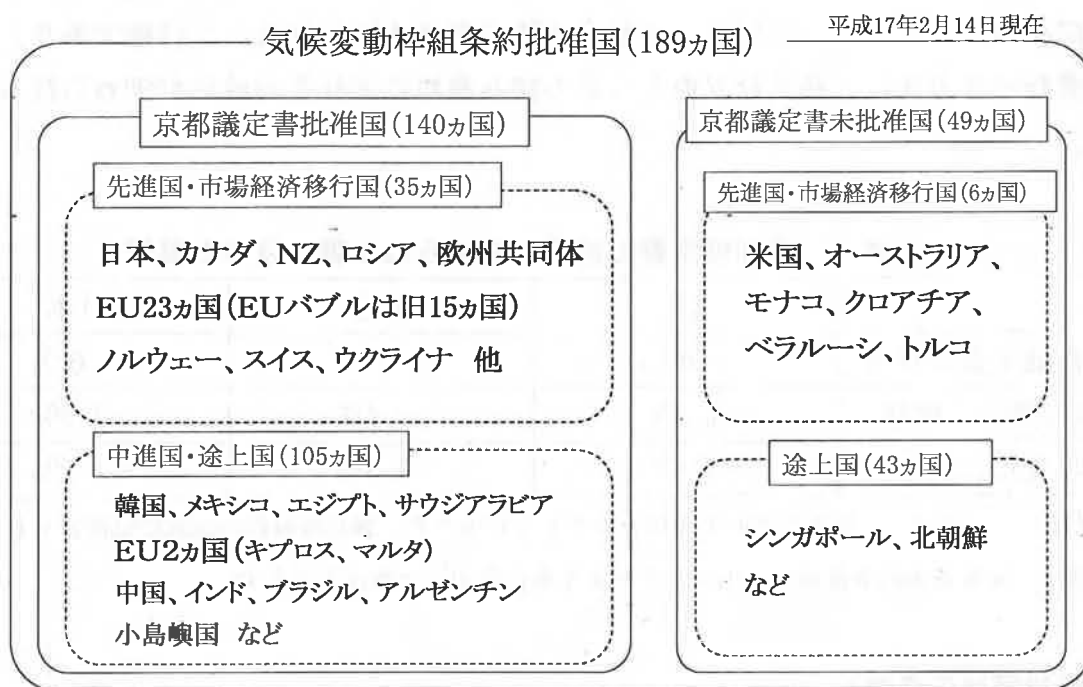 平成17年2月14日現在
気候変動枠組条約批准国(189ヵ国)
京都議定書批准国(140ヵ国)
先進国・市場経済移行国(35ヵ国)
日本、カナダ、NZ、ロシア、欧州共同体
EU23ヵ国(EUバブルは旧15ヵ国)
ノルウェー、スイス、ウクライナ 他
中進国・途上国(105ヵ国)
韓国、メキシコ、エジプト、サウジアラビア
EU2ヵ国(キプロス、マルタ)
中国、インド、ブラジル、アルゼンチン
小島嶼国 など
京都議定書未批准国(49ヵ国)
先進国・市場経済移行国(6ヵ国)
米国、オーストラリア、
モナコ、クロアチア、
ベラルーシ、トルコ
途上国(43ヵ国)
シンガポール、北朝鮮
など